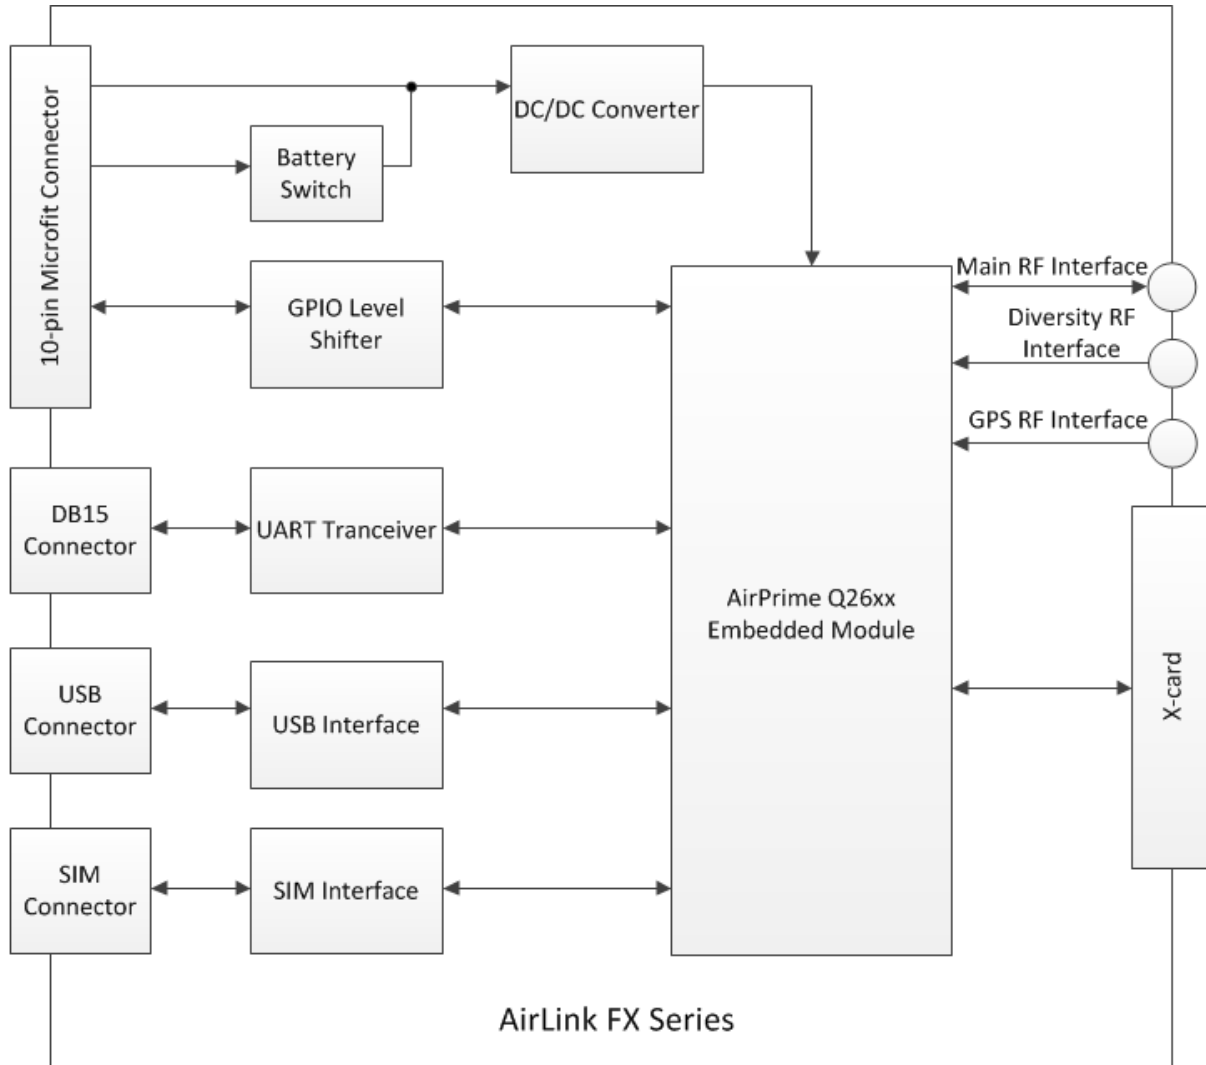 10-pin Microfit Connector
DC/DC Converter
Battery
Switch
GPIO Level
Shifter
Main RF Interface
Diversity RF
Interface
GPS RF Interface
DB15
Connector
UART Tranceiver
AirPrime Q26xx
Embedded Module
X-card
USB
Connector
USB Interface
SIM
Connector
SIM Interface
AirLink FX Series